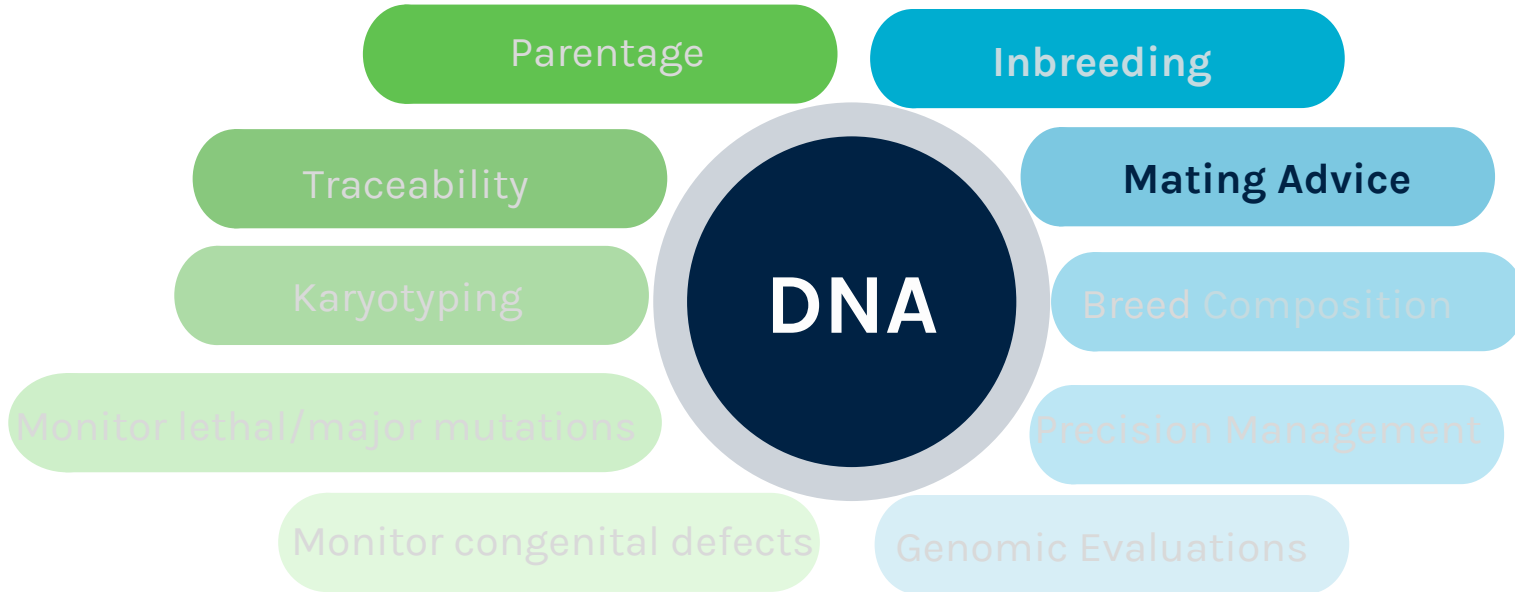 Parentage
Inbreeding
Traceability
Mating Advice
Karyotyping
DNA
Breed Composition
Monitor lethal/major mutations
Precision Management
Monitor congenital defects
Genomic Evaluations